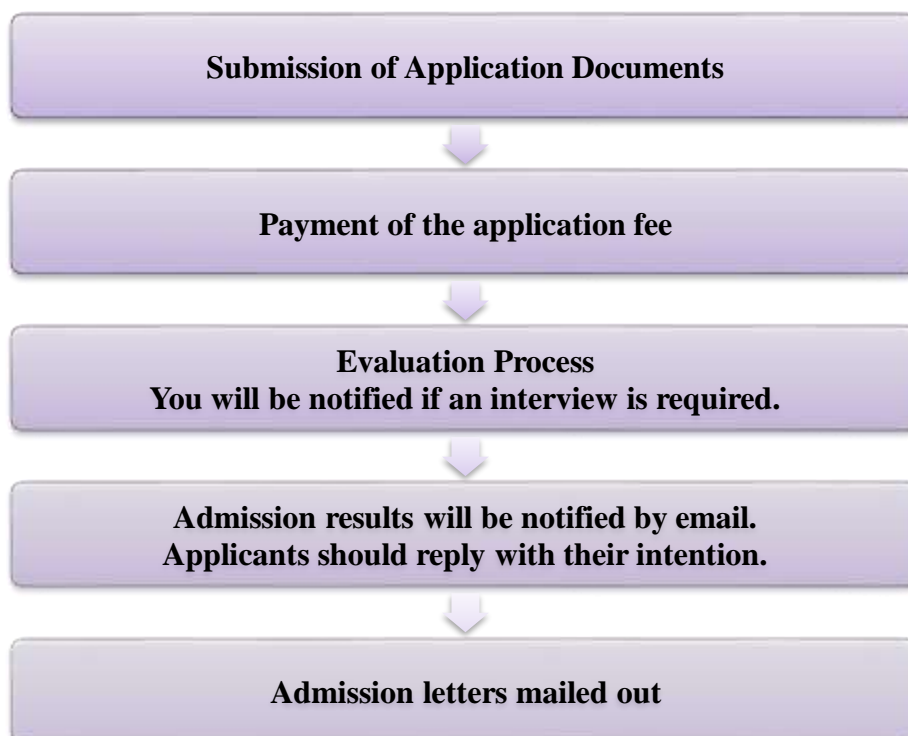 Submission of Application Documents
Payment of the application fee
Evaluation Process
You will be notified if an interview is required.
Admission results will be notified by email.
Applicants should reply with their intention.
Admission letters mailed out